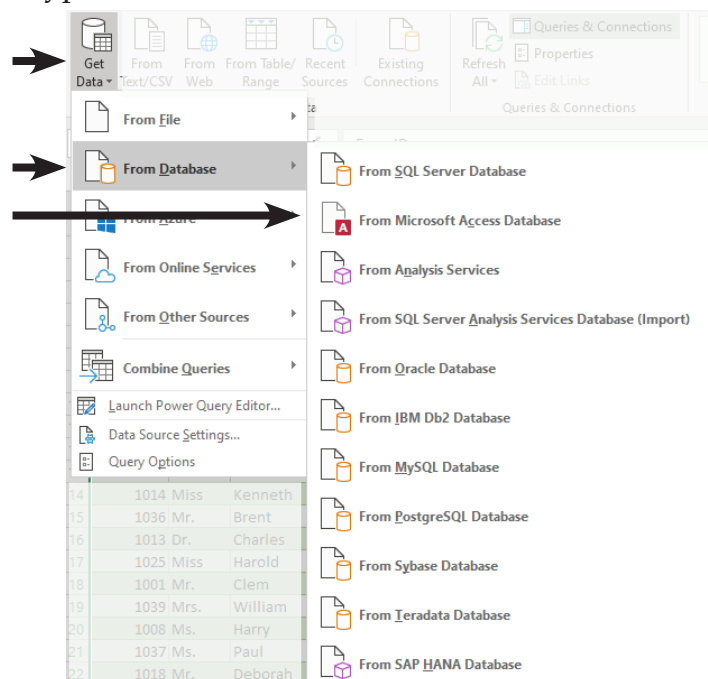 Get Data
From Text/CSV
From Web
From Table/ Range
Recent Sources
Existing Connections
Refresh All
Queries & Connections
Properties
Edit Links
Queries & Connections
From File
From Database
From Azure
From Online Services
From Other Sources
Combine Queries
Launch Power Query Editor...
Data Source Settings...
Query Options
From SQL Server Database
From Microsoft Access Database
A
From Analysis Services
From SQL Server Analysis Services Database (Import)
From Oracle Database
From IBM Db2 Database
From MySQL Database
From PostgreSQL Database
From Sybase Database
From Teradata Database
From SAP HANA Database
14 1014 Miss Kenneth
15 1036 Mr. Brent
16 1013 Dr. Charles
17 1025 Miss Harold
18 1001 Mr. Clem
19 1039 Mrs. William
20 1008 Ms. Harry
21 1037 Ms. Paul
22 1018 Mr. Deborah